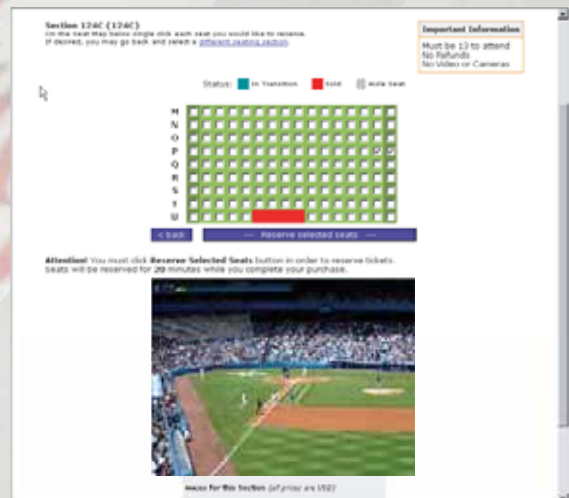 Section 124C (124C)
On the Seat Map below single click each seat you would like to reserve.
If desired, you may go back and select a different seating section.
Important Information
Must be 13 to attend
No Refunds
No Video or Cameras
Status: In Transition Sold Aisle Seat
M
N
O
P
Q
R
S
T
U
< back
--- Reserve selected seats ---
Attention! You must click Reserve Selected Seats button in order to reserve tickets.
Seats will be reserved for 20 minutes while you complete your purchase.
for this Section (all prices are USD)